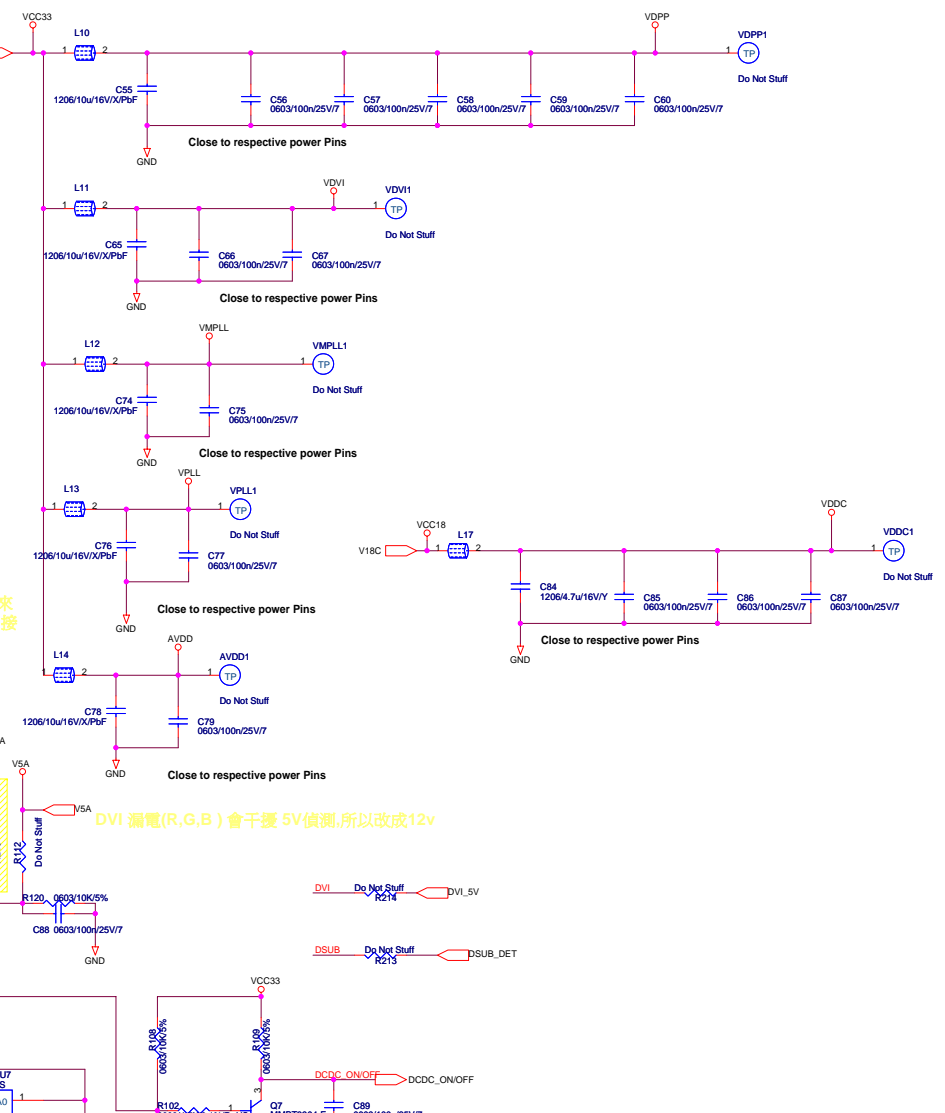 VCC33
L10
1
2
VDPP
1
VDPP1
TP
Do Not Stuff
C55
1206/10u/16V/X/PbF
C56
0603/100n/25V/7
C57
0603/100n/25V/7
C58
0603/100n/25V/7
C59
0603/100n/25V/7
C60
0603/100n/25V/7
Close to respective power Pins
GND
L11
1
2
VDVI
1
VDVI1
TP
Do Not Stuff
C65
1206/10u/16V/X/PbF
C66
0603/100n/25V/7
C67
0603/100n/25V/7
Close to respective power Pins
GND
VMPLL
L12
1
2
1
VMPLL1
TP
Do Not Stuff
C74
1206/10u/16V/X/PbF
C75
0603/100n/25V/7
Close to respective power Pins
GND
VPLL
L13
1
2
1
VPLL1
TP
Do Not Stuff
C76
1206/10u/16V/X/PbF
C77
0603/100n/25V/7
Close to respective power Pins
GND
V18C
VCC18
1
L17
2
VDDC
1
VDDC1
TP
Do Not Stuff
C84
1206/4.7u/16V/Y
C85
0603/100n/25V/7
C86
0603/100n/25V/7
C87
0603/100n/25V/7
Close to respective power Pins
GND
來
接
AVDD
L14
1
2
1
AVDD1
TP
Do Not Stuff
C78
1206/10u/16V/X/PbF
C79
0603/100n/25V/7
Close to respective power Pins
GND
A
V5A
V5A
DVI 漏電(R,G,B ) 會干擾 5V偵測,所以改成12v
R112
Do Not Stuff
R120 0603/10K/5%
C88 0603/100n/25V/7
GND
DVI
Do Not Stuff
R214
DVI_5V
DSUB
Do Not Stuff
R213
DSUB_DET
VCC33
R108
0603/10K/5%
R109
0603/10K/5%
DCDC_ON/OFF
DCDC_ON/OFF
U7
S
A0
1
R102
1
3
Q7
C89